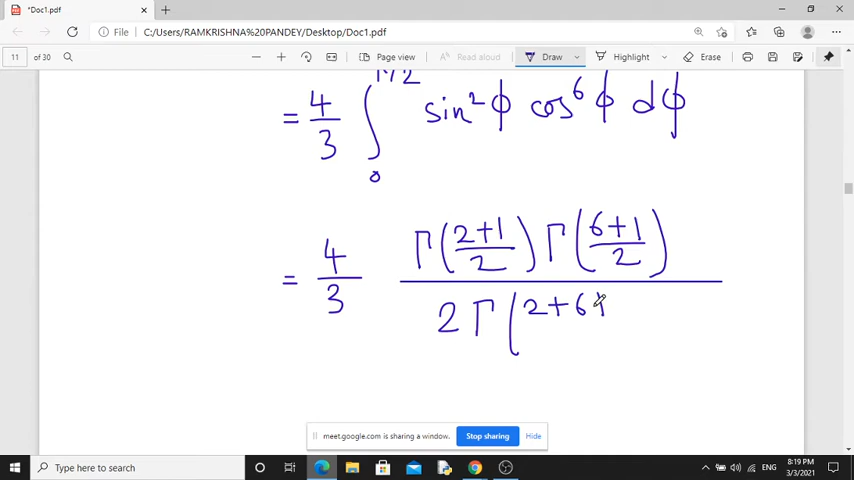 *Doc1.pdf
File | C:/Users/RAMKRISHNA%20PANDEY/Desktop/Doc1.pdf
11 of 30 Page view Read aloud Draw Highlight Erase
π/2
= 4/3 ∫ sin² φ cos⁶ φ dφ
0
= 4/3 Γ(2+1/2) Γ(6+1/2)
2 Γ(2+6+
meet.google.com is sharing a window. Stop sharing Hide
Type here to search ENG 8:19 PM
3/3/2021